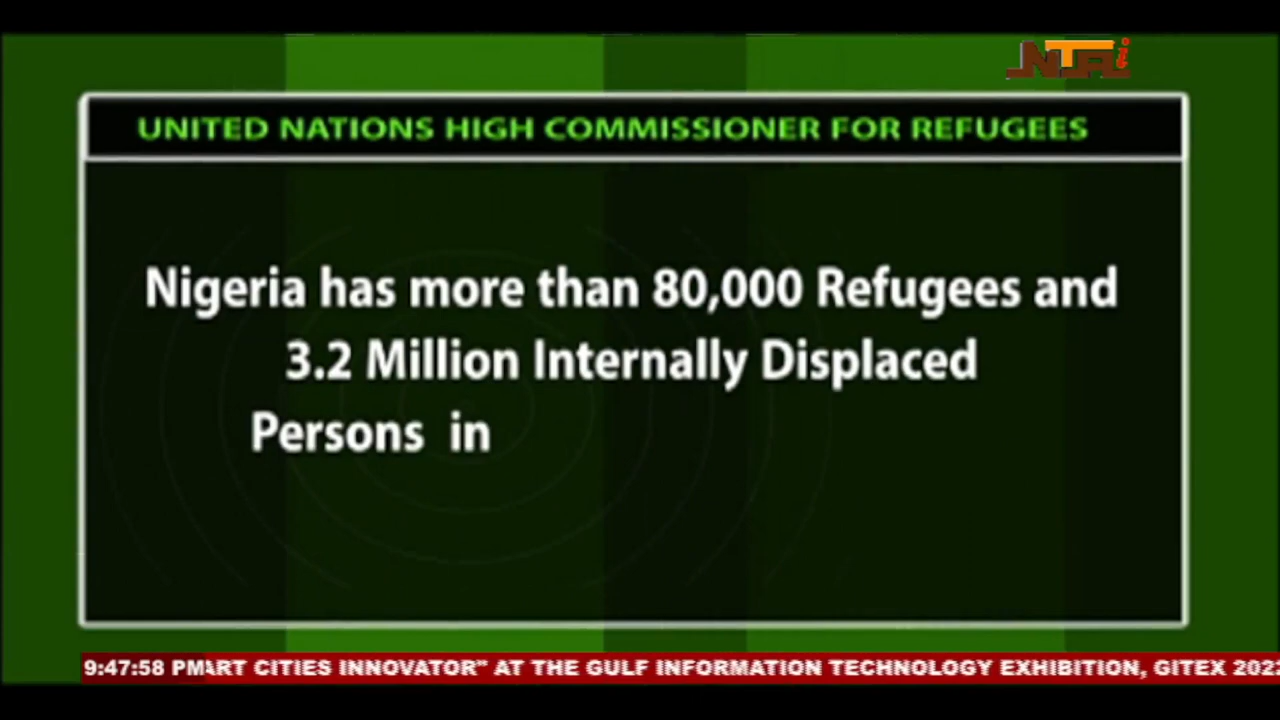 NTAi
UNITED NATIONS HIGH COMMISSIONER FOR REFUGEES
Nigeria has more than 80,000 Refugees and
3.2 Million Internally Displaced
Persons in
9:47:58 PM ART CITIES INNOVATOR" AT THE GULF INFORMATION TECHNOLOGY EXHIBITION, GITEX